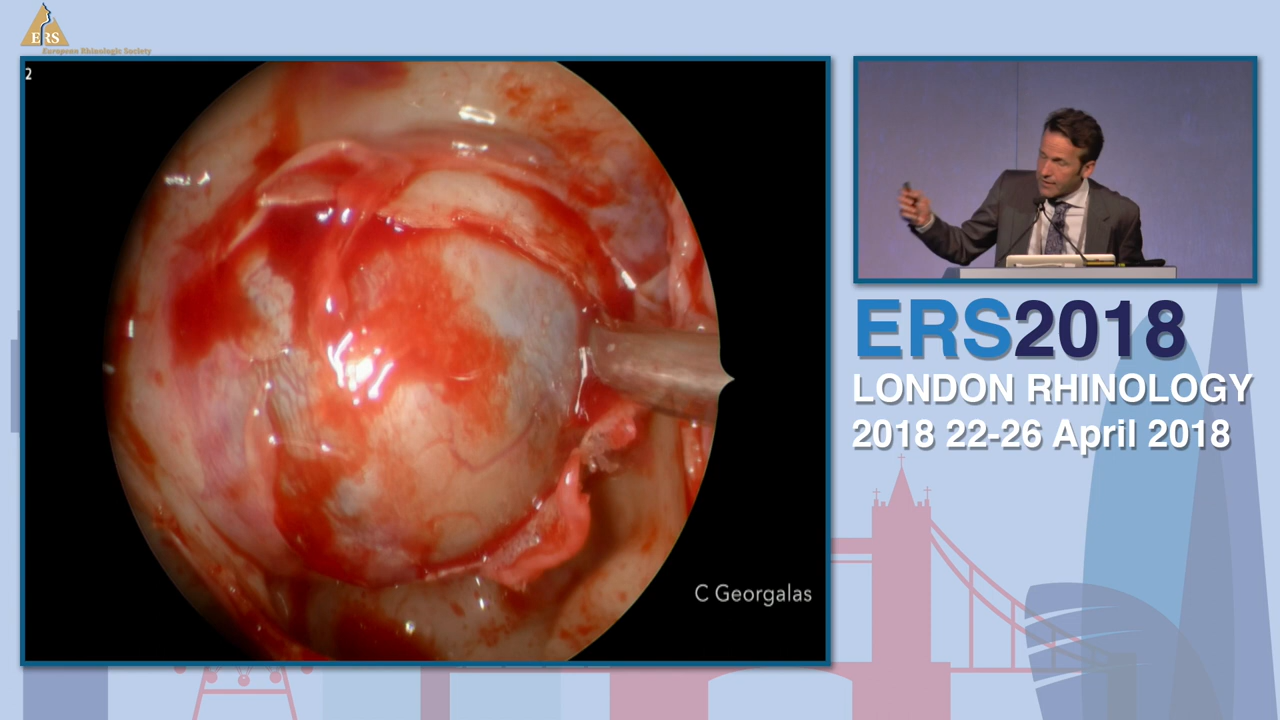 ERS
European Rhinologic Society
2
C Georgalas
ERS2018
LONDON RHINOLOGY
2018 22-26 April 2018